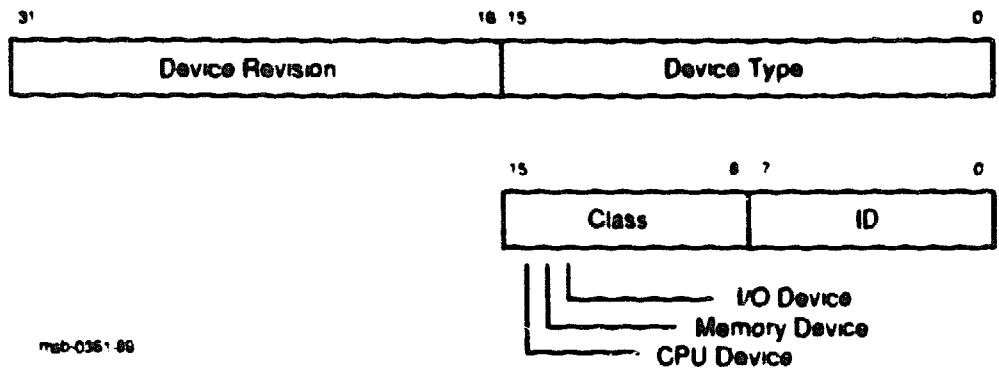 31 16 15 0
Device Revision Device Type
15 8 7 0
Class ID
I/O Device
Memory Device
CPU Device
msb-0361-89